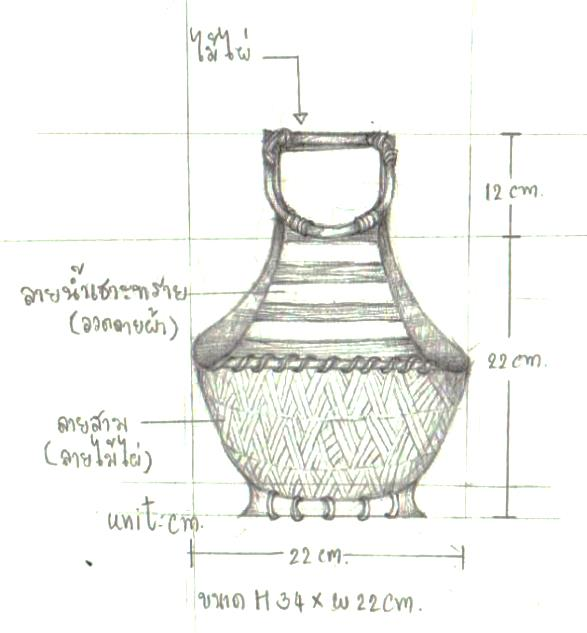 ไม้ไผ่
12 cm.
ลายน้ำเซาะทราย
(อวดลายผ้า)
22 cm.
ลายสาม
(ลายไม้ไผ่)
unit:cm.
22 cm.
ขนาด H 34 x W 22 cm.